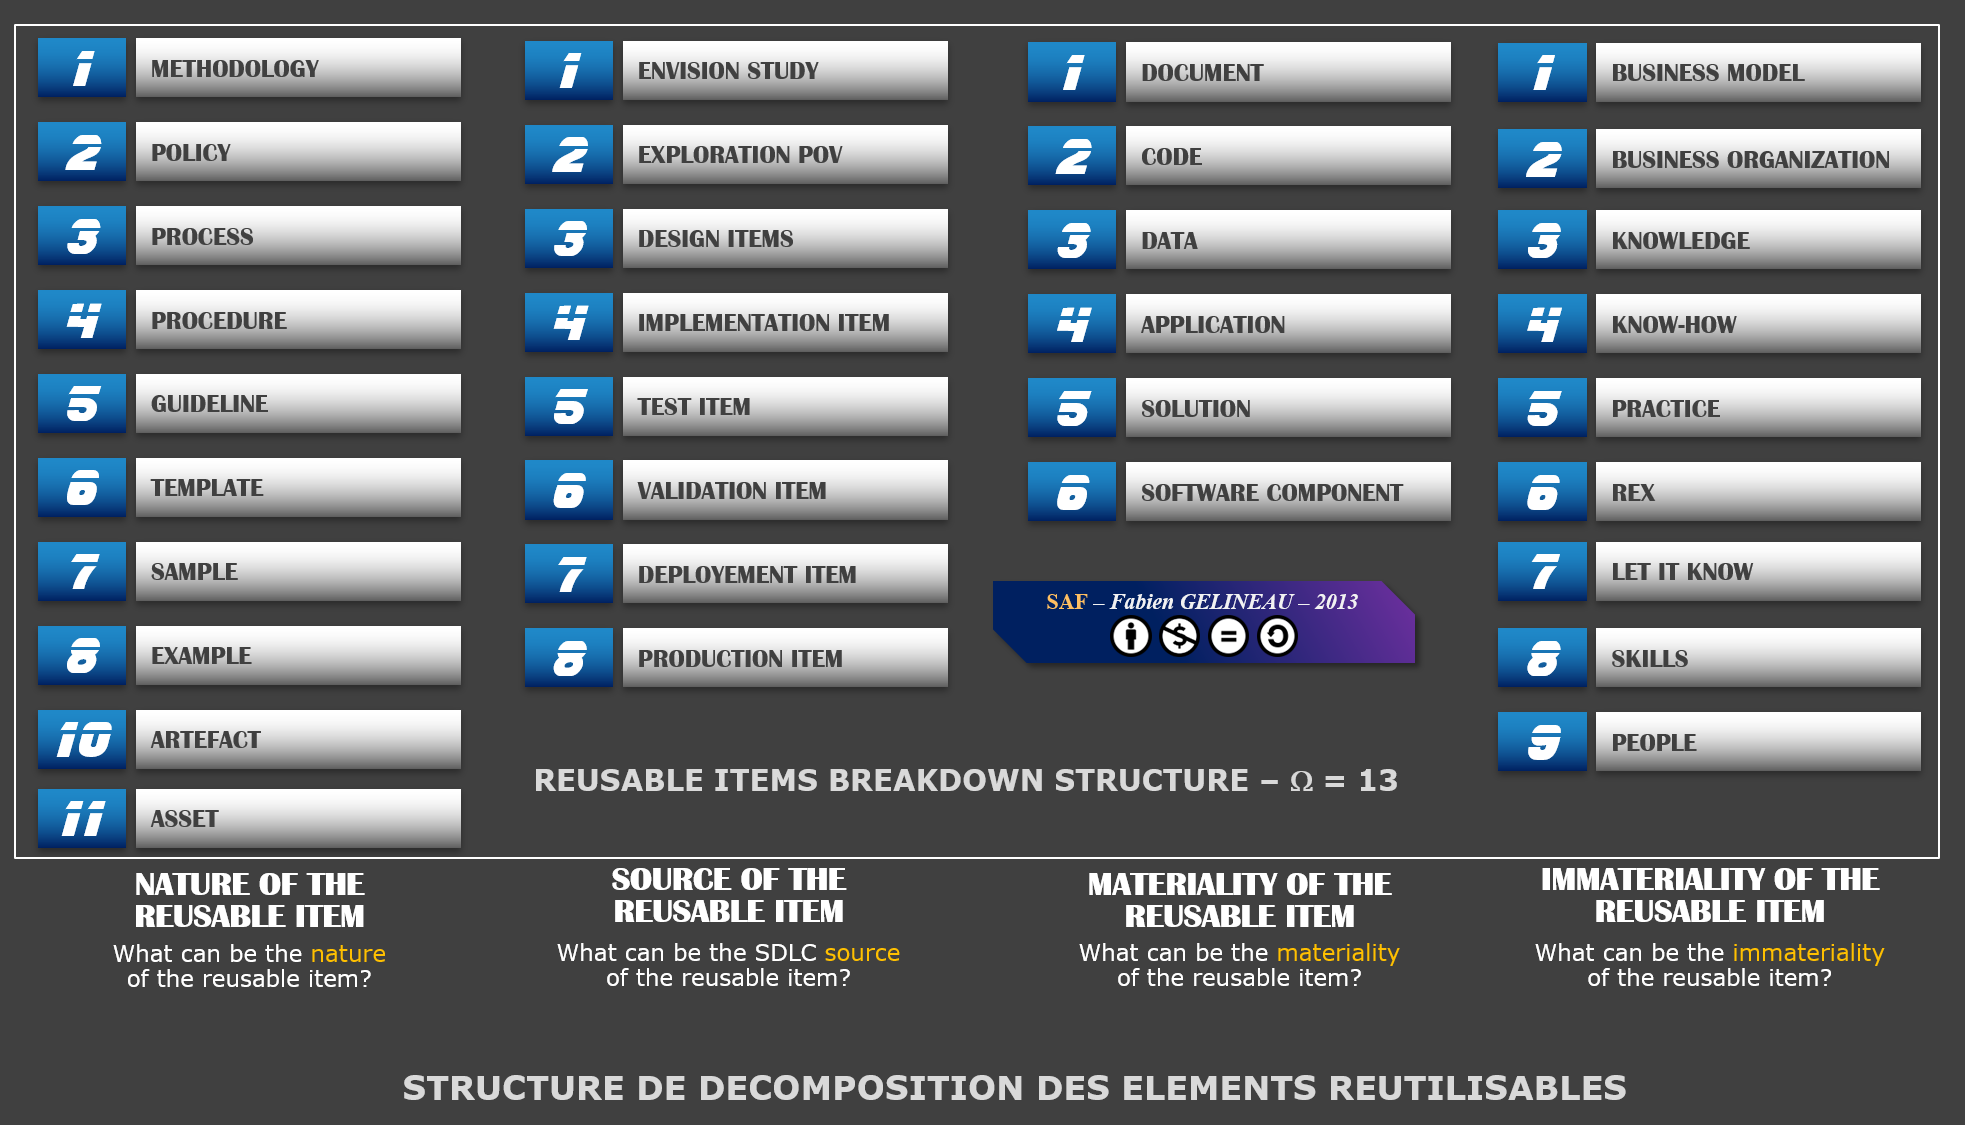 1 METHODOLOGY
2 POLICY
3 PROCESS
4 PROCEDURE
5 GUIDELINE
6 TEMPLATE
7 SAMPLE
8 EXAMPLE
10 ARTEFACT
11 ASSET
NATURE OF THE
REUSABLE ITEM
What can be the nature
of the reusable item?
1 ENVISION STUDY
2 EXPLORATION POV
3 DESIGN ITEMS
4 IMPLEMENTATION ITEM
5 TEST ITEM
6 VALIDATION ITEM
7 DEPLOYEMENT ITEM
8 PRODUCTION ITEM
SOURCE OF THE
REUSABLE ITEM
What can be the SDLC source
of the reusable item?
1 DOCUMENT
2 CODE
3 DATA
4 APPLICATION
5 SOLUTION
6 SOFTWARE COMPONENT
SAF – Fabien GELINEAU – 2013
MATERIALITY OF THE
REUSABLE ITEM
What can be the materiality
of the reusable item?
1 BUSINESS MODEL
2 BUSINESS ORGANIZATION
3 KNOWLEDGE
4 KNOW-HOW
5 PRACTICE
6 REX
7 LET IT KNOW
8 SKILLS
9 PEOPLE
IMMATERIALITY OF THE
REUSABLE ITEM
What can be the immateriality
of the reusable item?
REUSABLE ITEMS BREAKDOWN STRUCTURE – Ω = 13
STRUCTURE DE DECOMPOSITION DES ELEMENTS REUTILISABLES